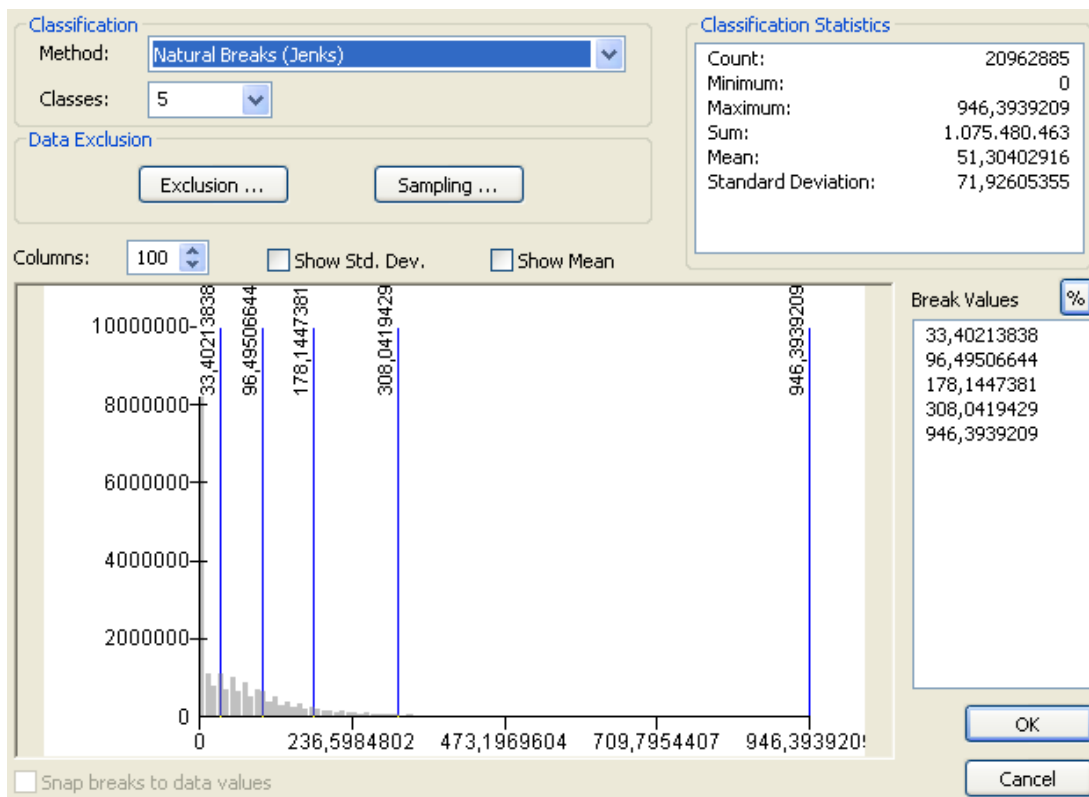 Classification
Method: Natural Breaks (Jenks)
Classes: 5
Data Exclusion
Exclusion ... Sampling ...
Classification Statistics
Count: 20962885
Minimum: 0
Maximum: 946,3939209
Sum: 1.075.480.463
Mean: 51,30402916
Standard Deviation: 71,92605355
Columns: 100 Show Std. Dev. Show Mean
33,40213838
96,49506644
178,1447381
308,0419429
946,3939209
10000000
8000000
6000000
4000000
2000000
0
0 236,5984802 473,1969604 709,7954407 946,3939209
Break Values %
33,40213838
96,49506644
178,1447381
308,0419429
946,3939209
OK
Snap breaks to data values
Cancel